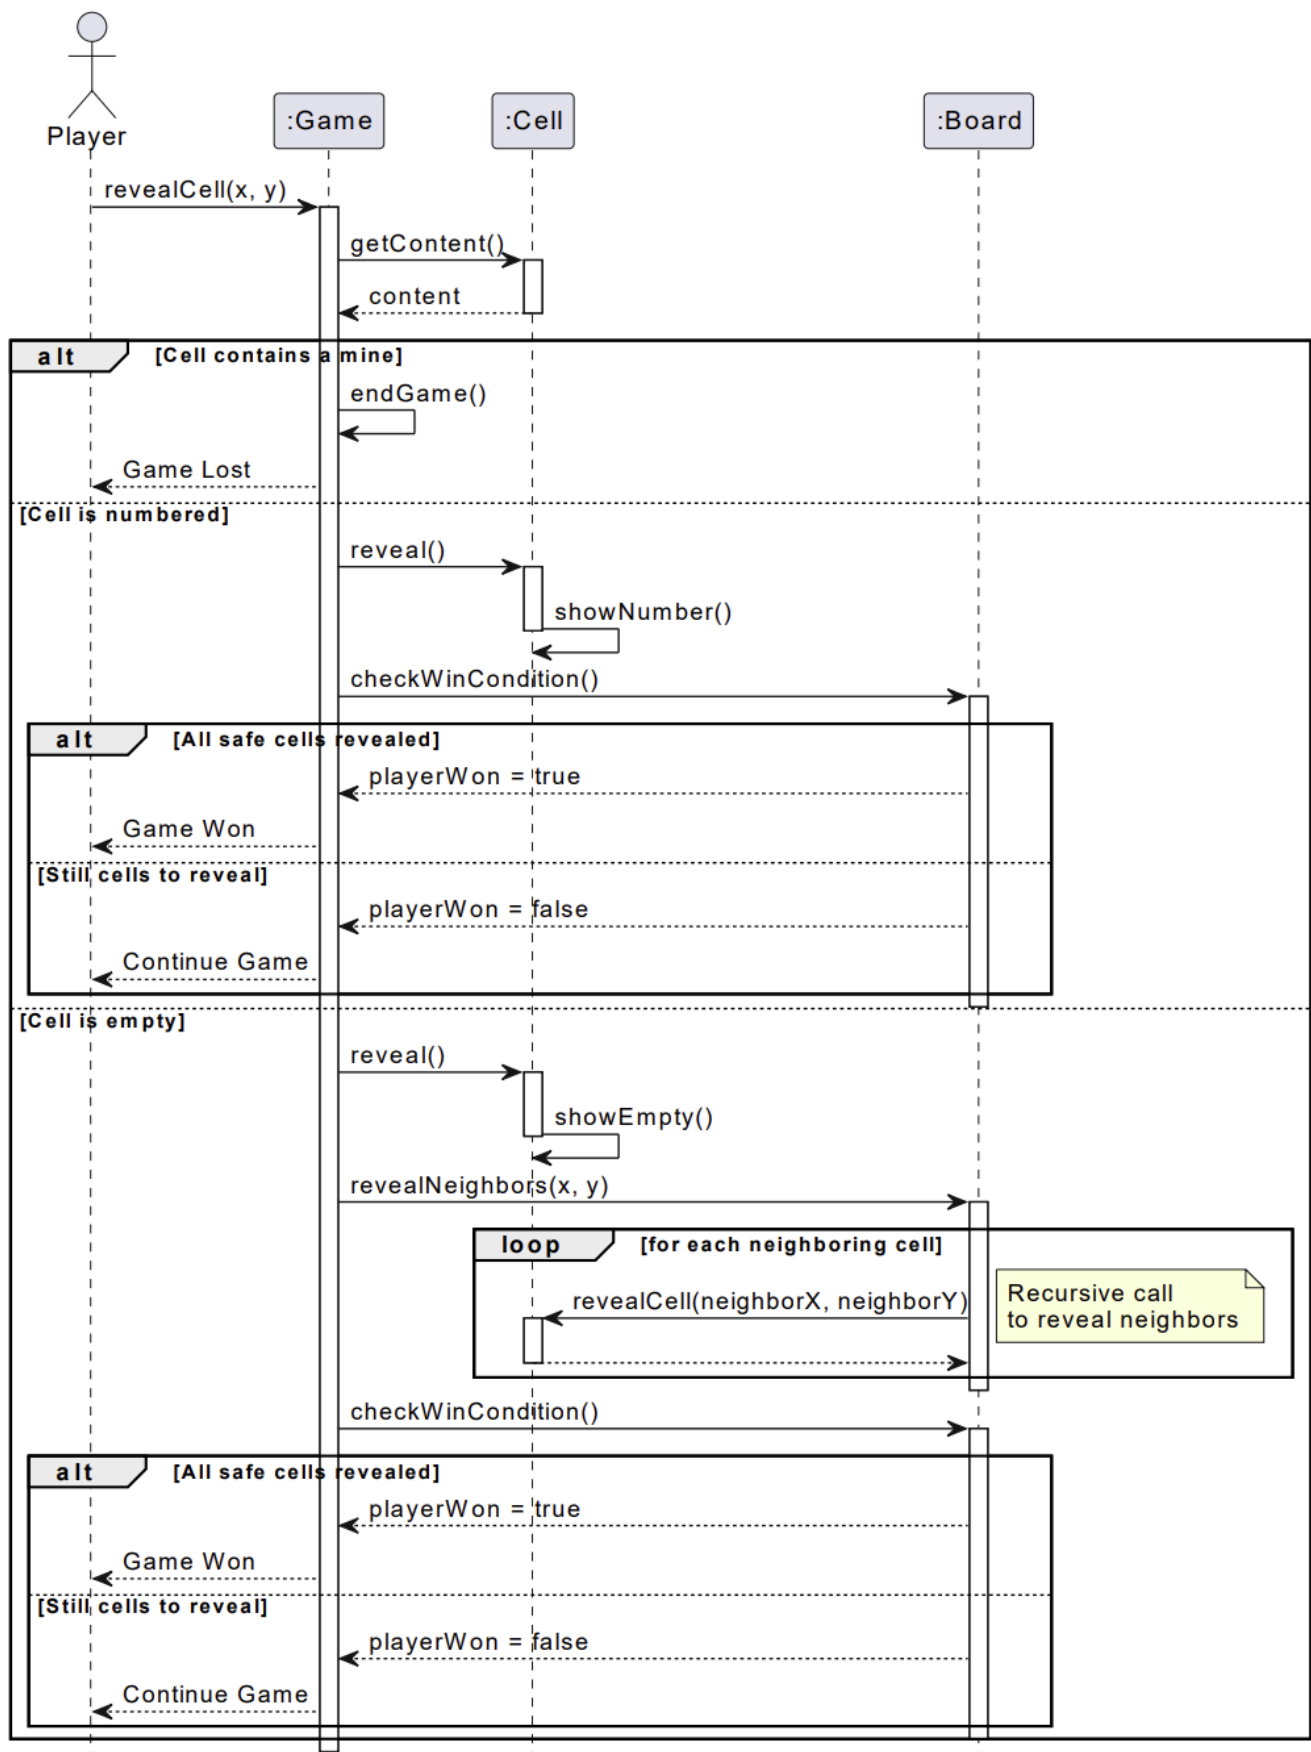 Player
:Game
:Cell
:Board
revealCell(x, y)
getContent()
content
alt
[Cell contains a mine]
endGame()
Game Lost
[Cell is numbered]
reveal()
showNumber()
checkWinCondition()
alt
[All safe cells revealed]
playerWon = true
Game Won
[Still cells to reveal]
playerWon = false
Continue Game
[Cell is empty]
reveal()
showEmpty()
revealNeighbors(x, y)
loop
[for each neighboring cell]
revealCell(neighborX, neighborY)
Recursive call
to reveal neighbors
checkWinCondition()
alt
[All safe cells revealed]
playerWon = true
Game Won
[Still cells to reveal]
playerWon = false
Continue Game